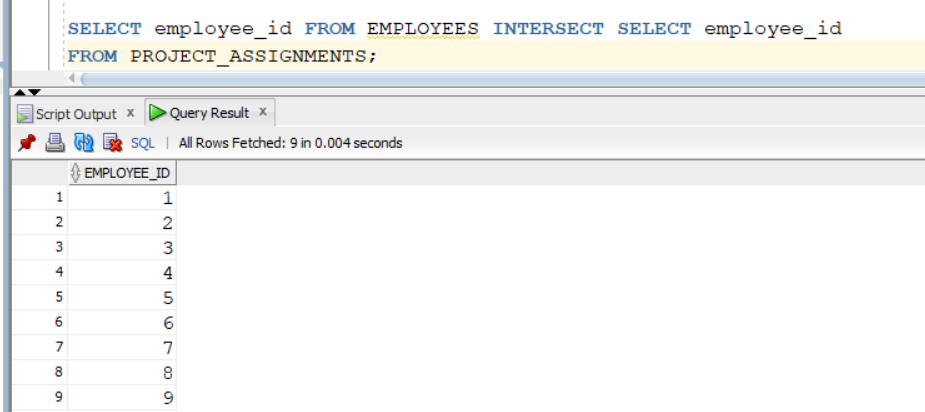 SELECT employee_id FROM EMPLOYEES INTERSECT SELECT employee_id
FROM PROJECT_ASSIGNMENTS;
Script Output x Query Result x
SQL | All Rows Fetched: 9 in 0.004 seconds
EMPLOYEE_ID
1 1
2 2
3 3
4 4
5 5
6 6
7 7
8 8
9 9